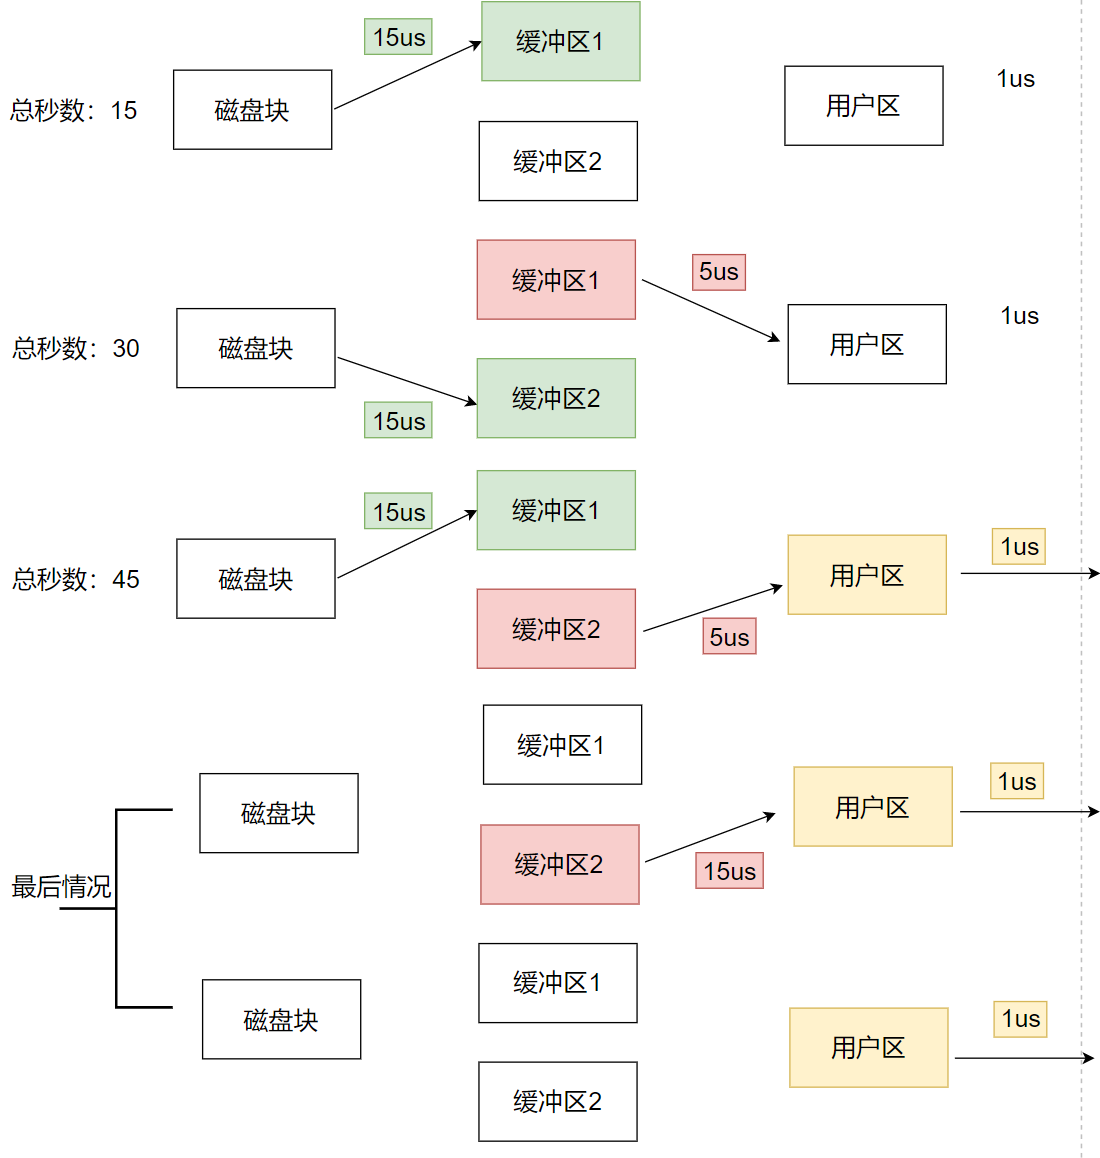 15us
缓冲区1
总秒数：15
磁盘块
用户区
1us
缓冲区2
缓冲区1
5us
总秒数：30
磁盘块
用户区
1us
15us
缓冲区2
15us
缓冲区1
总秒数：45
磁盘块
用户区
1us
缓冲区2
5us
缓冲区1
磁盘块
用户区
1us
缓冲区2
15us
最后情况
缓冲区1
磁盘块
用户区
1us
缓冲区2